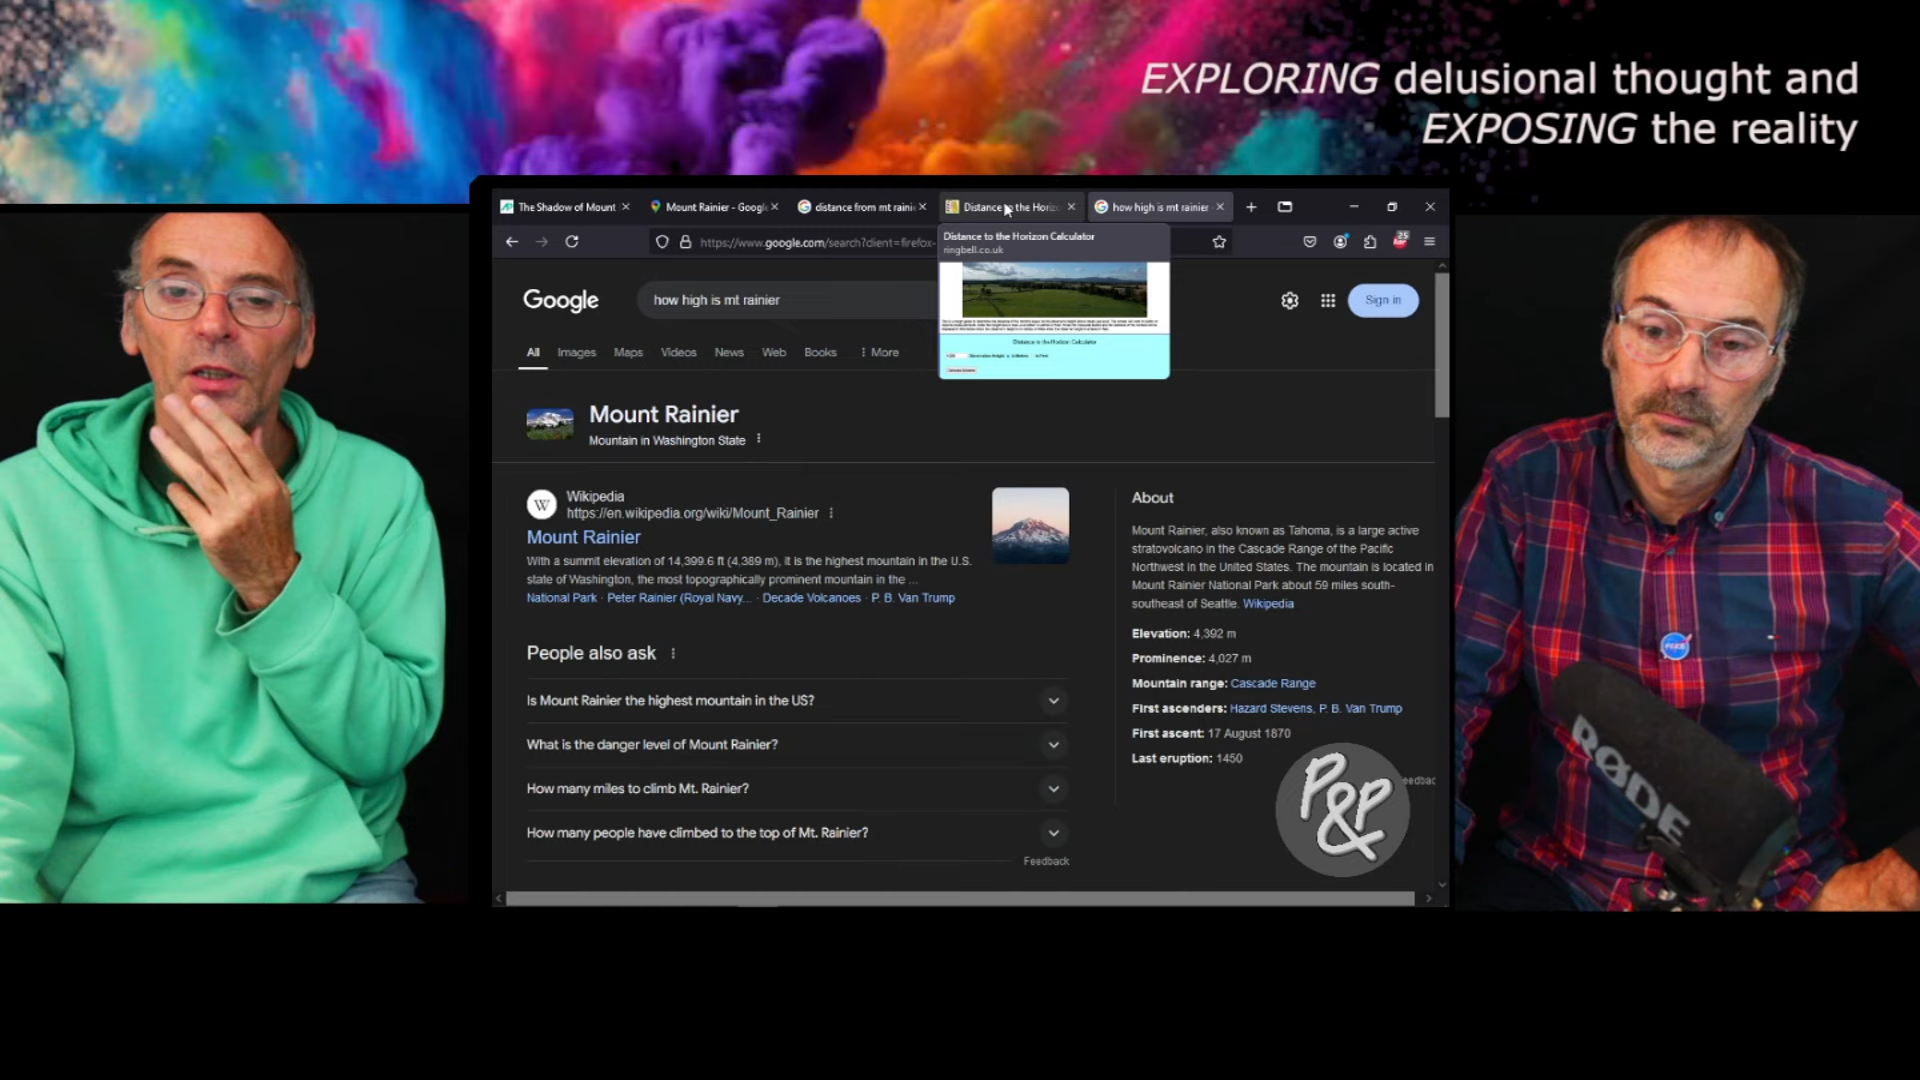 EXPLORING delusional thought and
EXPOSING the reality
The Shadow of Mount
Mount Rainier - Google
distance from mt raini
Distance to the Horizo
how high is mt rainier
https://www.google.com/search?client=firefox-
25
Distance to the Horizon Calculator
ringbell.co.uk
Distance to the Horizon Calculator
Google
how high is mt rainier
Sign in
All
Images
Maps
Videos
News
Web
Books
More
Mount Rainier
Mountain in Washington State
W
Wikipedia
https://en.wikipedia.org/wiki/Mount_Rainier
Mount Rainier
With a summit elevation of 14,399.6 ft (4,389 m), it is the highest mountain in the U.S.
state of Washington, the most topographically prominent mountain in the ...
National Park · Peter Rainier (Royal Navy... · Decade Volcanoes · P. B. Van Trump
People also ask
Is Mount Rainier the highest mountain in the US?
What is the danger level of Mount Rainier?
How many miles to climb Mt. Rainier?
How many people have climbed to the top of Mt. Rainier?
Feedback
About
Mount Rainier, also known as Tahoma, is a large active
stratovolcano in the Cascade Range of the Pacific
Northwest in the United States. The mountain is located in
Mount Rainier National Park about 59 miles south-
southeast of Seattle. Wikipedia
Elevation: 4,392 m
Prominence: 4,027 m
Mountain range: Cascade Range
First ascenders: Hazard Stevens, P. B. Van Trump
First ascent: 17 August 1870
Last eruption: 1450
eedbac
P&P
RØDE